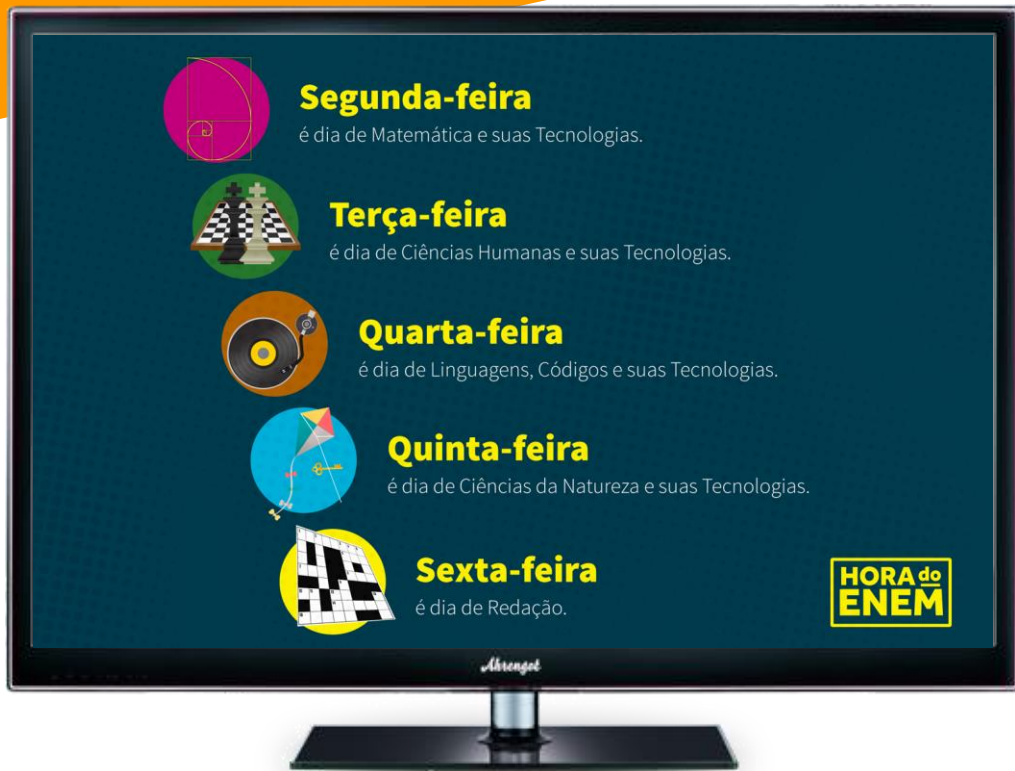 Segunda-feira
é dia de Matemática e suas Tecnologias.
Terça-feira
é dia de Ciências Humanas e suas Tecnologias.
Quarta-feira
é dia de Linguagens, Códigos e suas Tecnologias.
Quinta-feira
é dia de Ciências da Natureza e suas Tecnologias.
Sexta-feira
é dia de Redação.
HORA do
ENEM